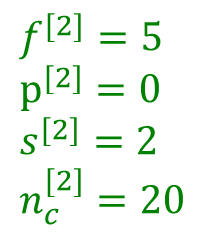 f^[2] = 5
p^[2] = 0
s^[2] = 2
n_c^[2] = 20